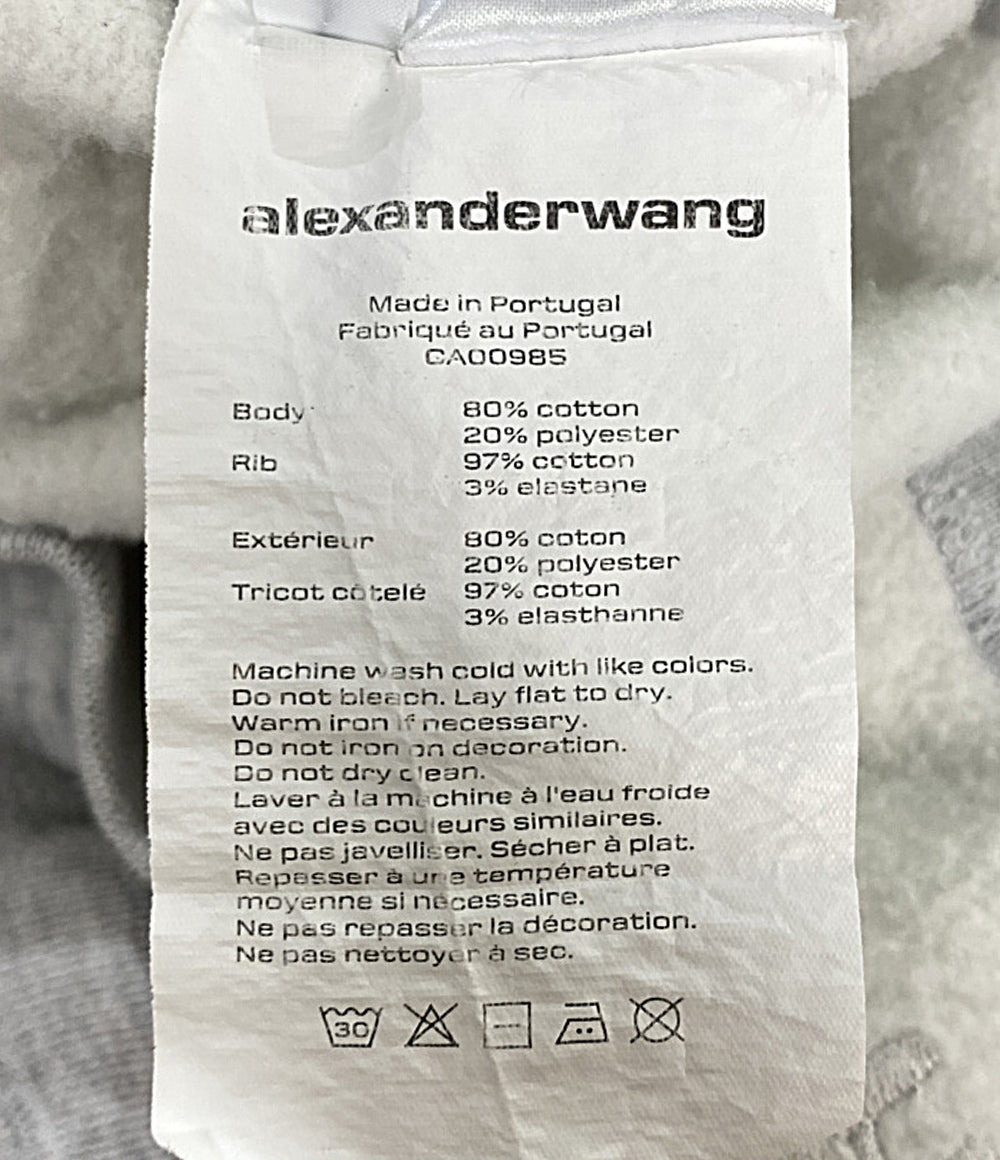 alexanderwang
Made in Portugal
Fabriqué au Portugal
CA00985
Body 80% cotton
20% polyester
Rib 97% cotton
3% elastane
Extérieur 80% coton
20% polyester
Tricot côtelé 97% coton
3% elasthanne
Machine wash cold with like colors.
Do not bleach. Lay flat to dry.
Warm iron if necessary.
Do not iron on decoration.
Do not dry clean.
Laver à la machine à l'eau froide
avec des couleurs similaires.
Ne pas javelliser. Sécher à plat.
Repasser à une température
moyenne si nécessaire.
Ne pas repasser la décoration.
Ne pas nettoyer à sec.
30